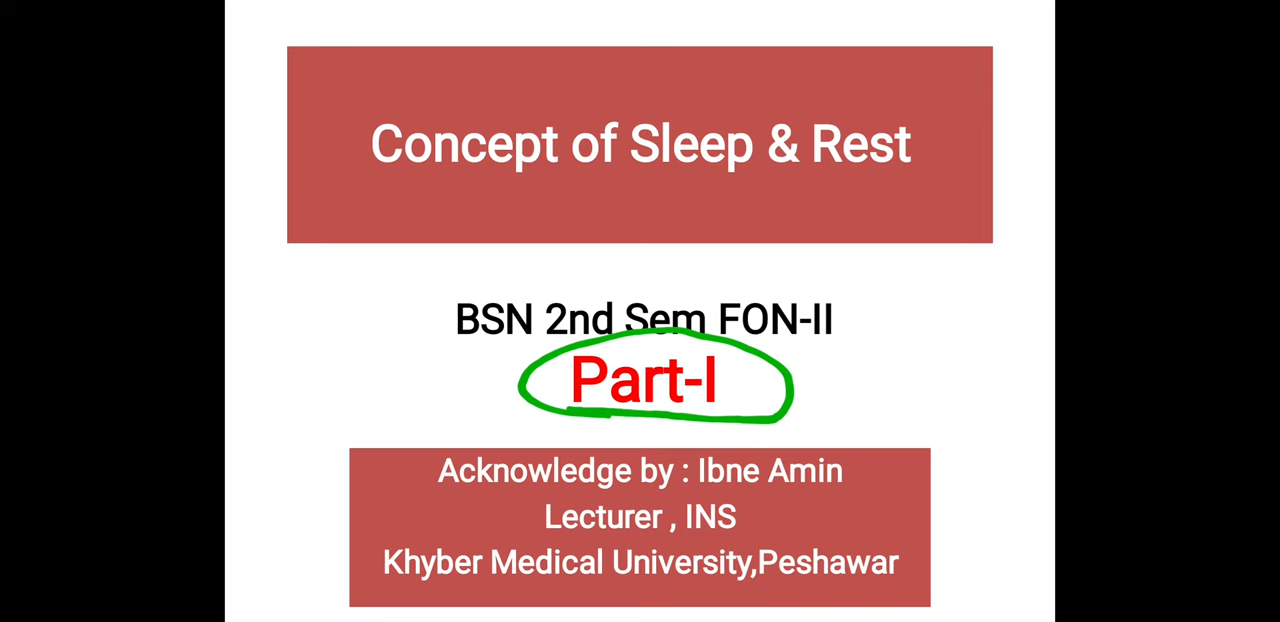 Concept of Sleep & Rest
BSN 2nd Sem FON-II
Part-I
Acknowledge by : Ibne Amin
Lecturer , INS
Khyber Medical University,Peshawar